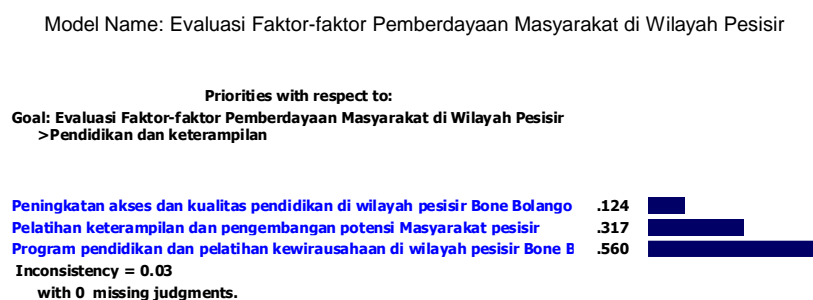 Model Name: Evaluasi Faktor-faktor Pemberdayaan Masyarakat di Wilayah Pesisir
Priorities with respect to:
Goal: Evaluasi Faktor-faktor Pemberdayaan Masyarakat di Wilayah Pesisir
>Pendidikan dan keterampilan
Peningkatan akses dan kualitas pendidikan di wilayah pesisir Bone Bolango .124
Pelatihan keterampilan dan pengembangan potensi Masyarakat pesisir .317
Program pendidikan dan pelatihan kewirausahaan di wilayah pesisir Bone B .560
Inconsistency = 0.03
with 0 missing judgments.